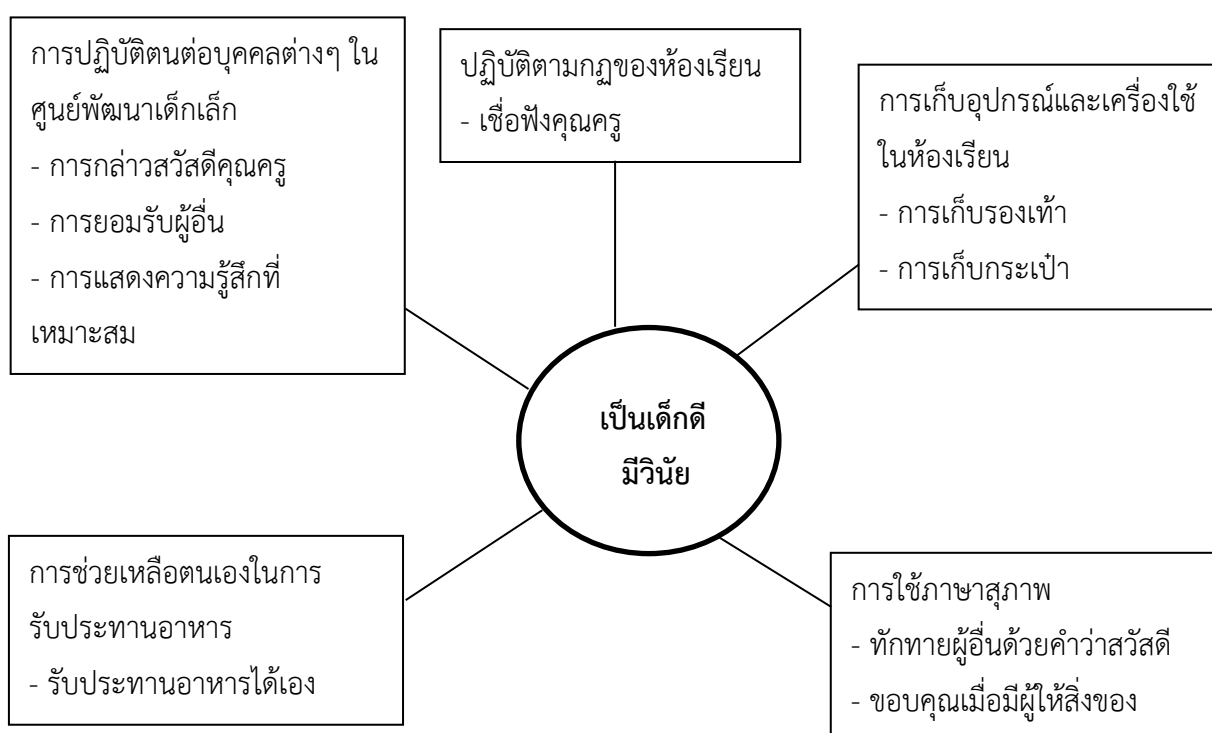 การปฏิบัติตนต่อบุคคลต่างๆ ใน
ศูนย์พัฒนาเด็กเล็ก
- การกล่าวสวัสดีคุณครู
- การยอมรับผู้อื่น
- การแสดงความรู้สึกที่
เหมาะสม
ปฏิบัติตามกฏของห้องเรียน
- เชื่อฟังคุณครู
การเก็บอุปกรณ์และเครื่องใช้
ในห้องเรียน
- การเก็บรองเท้า
- การเก็บกระเป๋า
เป็นเด็กดี
มีวินัย
การช่วยเหลือตนเองในการ
รับประทานอาหาร
- รับประทานอาหารได้เอง
การใช้ภาษาสุภาพ
- ทักทายผู้อื่นด้วยคำว่าสวัสดี
- ขอบคุณเมื่อมีผู้ให้สิ่งของ